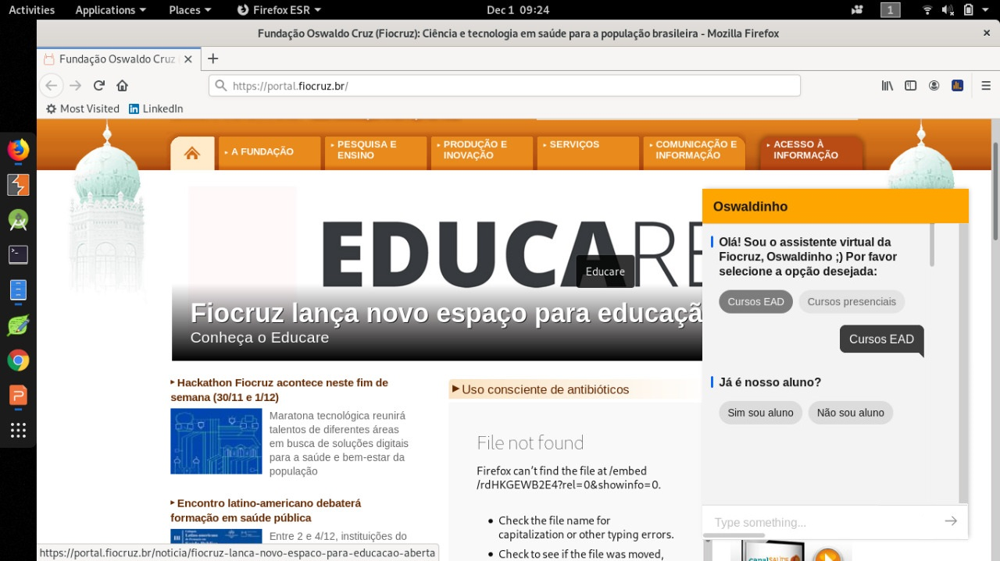 Activities Applications Places Firefox ESR Dec 1 09:24 1
Fundação Oswaldo Cruz (Fiocruz): Ciência e tecnologia em saúde para a população brasileira - Mozilla Firefox
Fundação Oswaldo Cruz
https://portal.fiocruz.br/
Most Visited LinkedIn
A FUNDAÇÃO
PESQUISA E
ENSINO
PRODUÇÃO E
INOVAÇÃO
SERVIÇOS
COMUNICAÇÃO E
INFORMAÇÃO
ACESSO À
INFORMAÇÃO
EDUCARE
Educare
Fiocruz lança novo espaço para educaçã
Conheça o Educare
Hackathon Fiocruz acontece neste fim de
semana (30/11 e 1/12)
Maratona tecnológica reunirá
talentos de diferentes áreas
em busca de soluções digitais
para a saúde e bem-estar da
população
Encontro latino-americano debaterá
formação em saúde pública
Entre 2 e 4/12, instituições do
https://portal.fiocruz.br/noticia/fiocruz-lanca-novo-espaco-para-educacao-aberta
Uso consciente de antibióticos
File not found
Firefox can't find the file at /embed
/rdHKGEWB2E4?rel=0&showinfo=0.
Check the file name for
capitalization or other typing errors.
Check to see if the file was moved,
Oswaldinho
Olá! Sou o assistente virtual da
Fiocruz, Oswaldinho ;) Por favor
selecione a opção desejada:
Cursos EAD Cursos presenciais
Cursos EAD
Já é nosso aluno?
Sim sou aluno Não sou aluno
Type something...
canal SAÚDE